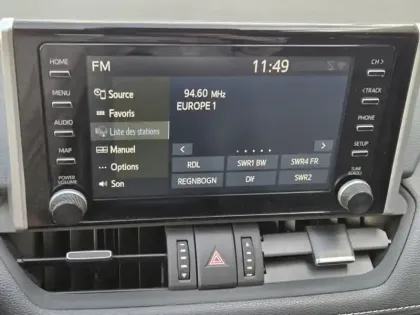 HOME
MENU
AUDIO
MAP
POWER
VOLUME
FM
11:49
Source
Favoris
Liste des stations
Manuel
Options
Son
94.60 MHz
EUROPE 1
RDL
SWR1 BW
SWR4 FR
REGNBOGN
Dlf
SWR2
CH >
< TRACK
PHONE
SETUP
TUNE
SCROLL